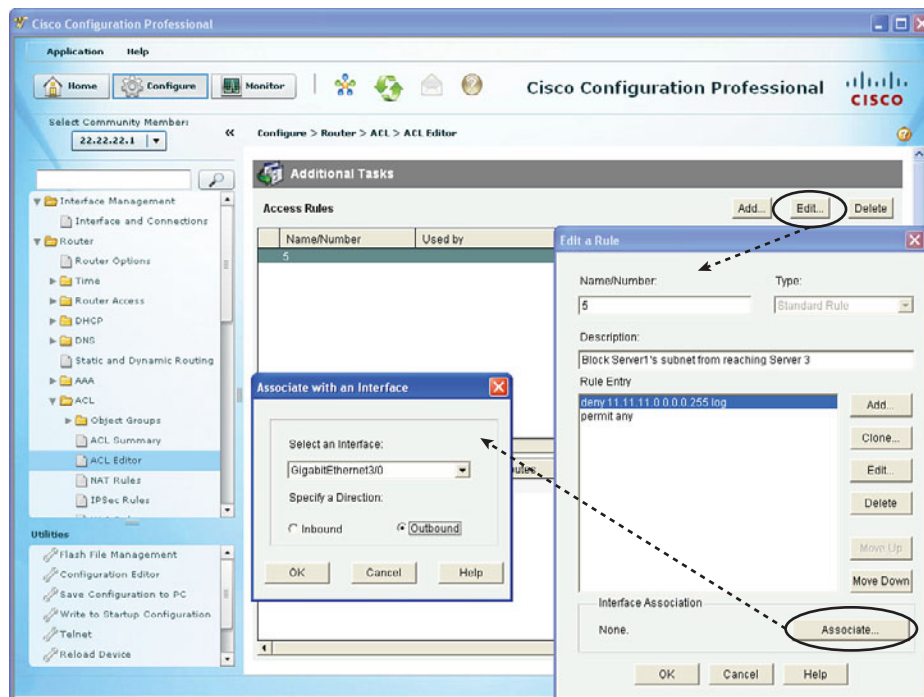 Cisco Configuration Professional
Application Help
Home Configure Monitor
Cisco Configuration Professional
CISCO
Select Community Member:
22.22.22.1
Configure > Router > ACL > ACL Editor
Interface Management
Interface and Connections
Router
Router Options
Time
Router Access
DHCP
DNS
Static and Dynamic Routing
AAA
ACL
Object Groups
ACL Summary
ACL Editor
NAT Rules
IPSec Rules
Utilities
Flash File Management
Configuration Editor
Save Configuration to PC
Write to Startup Configuration
Telnet
Reload Device
Additional Tasks
Access Rules
Add... Edit... Delete
Name/Number Used by
5
Associate with an Interface
Select an Interface:
GigabitEthernet3/0
Specify a Direction:
Inbound Outbound
OK Cancel Help
Edit a Rule
Name/Number: Type:
5 Standard Rule
Description:
Block Server1's subnet from reaching Server 3
Rule Entry
deny 11.11.11.0 0.0.0.255 log
permit any
Add...
Clone...
Edit...
Delete
Move Up
Move Down
Interface Association
None. Associate...
OK Cancel Help